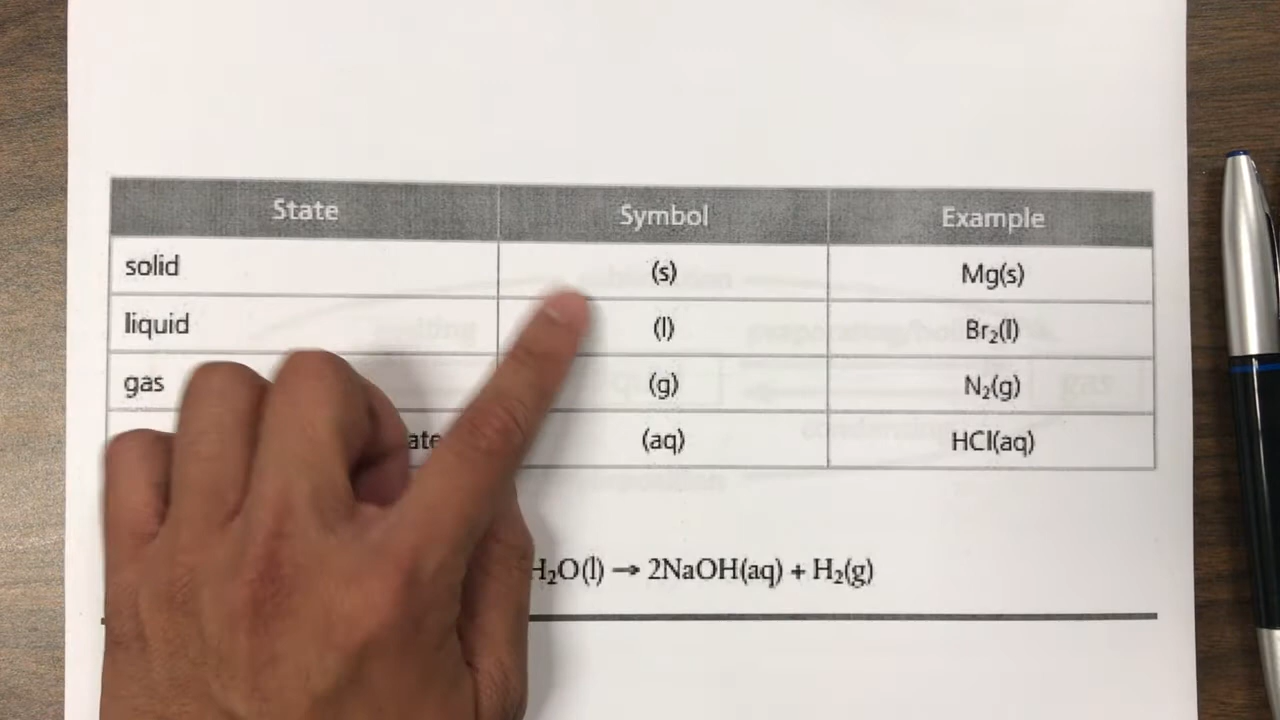 State Symbol Example
solid (s) Mg(s)
liquid (l) Br₂(l)
gas (g) N₂(g)
(aq) HCl(aq)
H₂O(l) → 2NaOH(aq) + H₂(g)